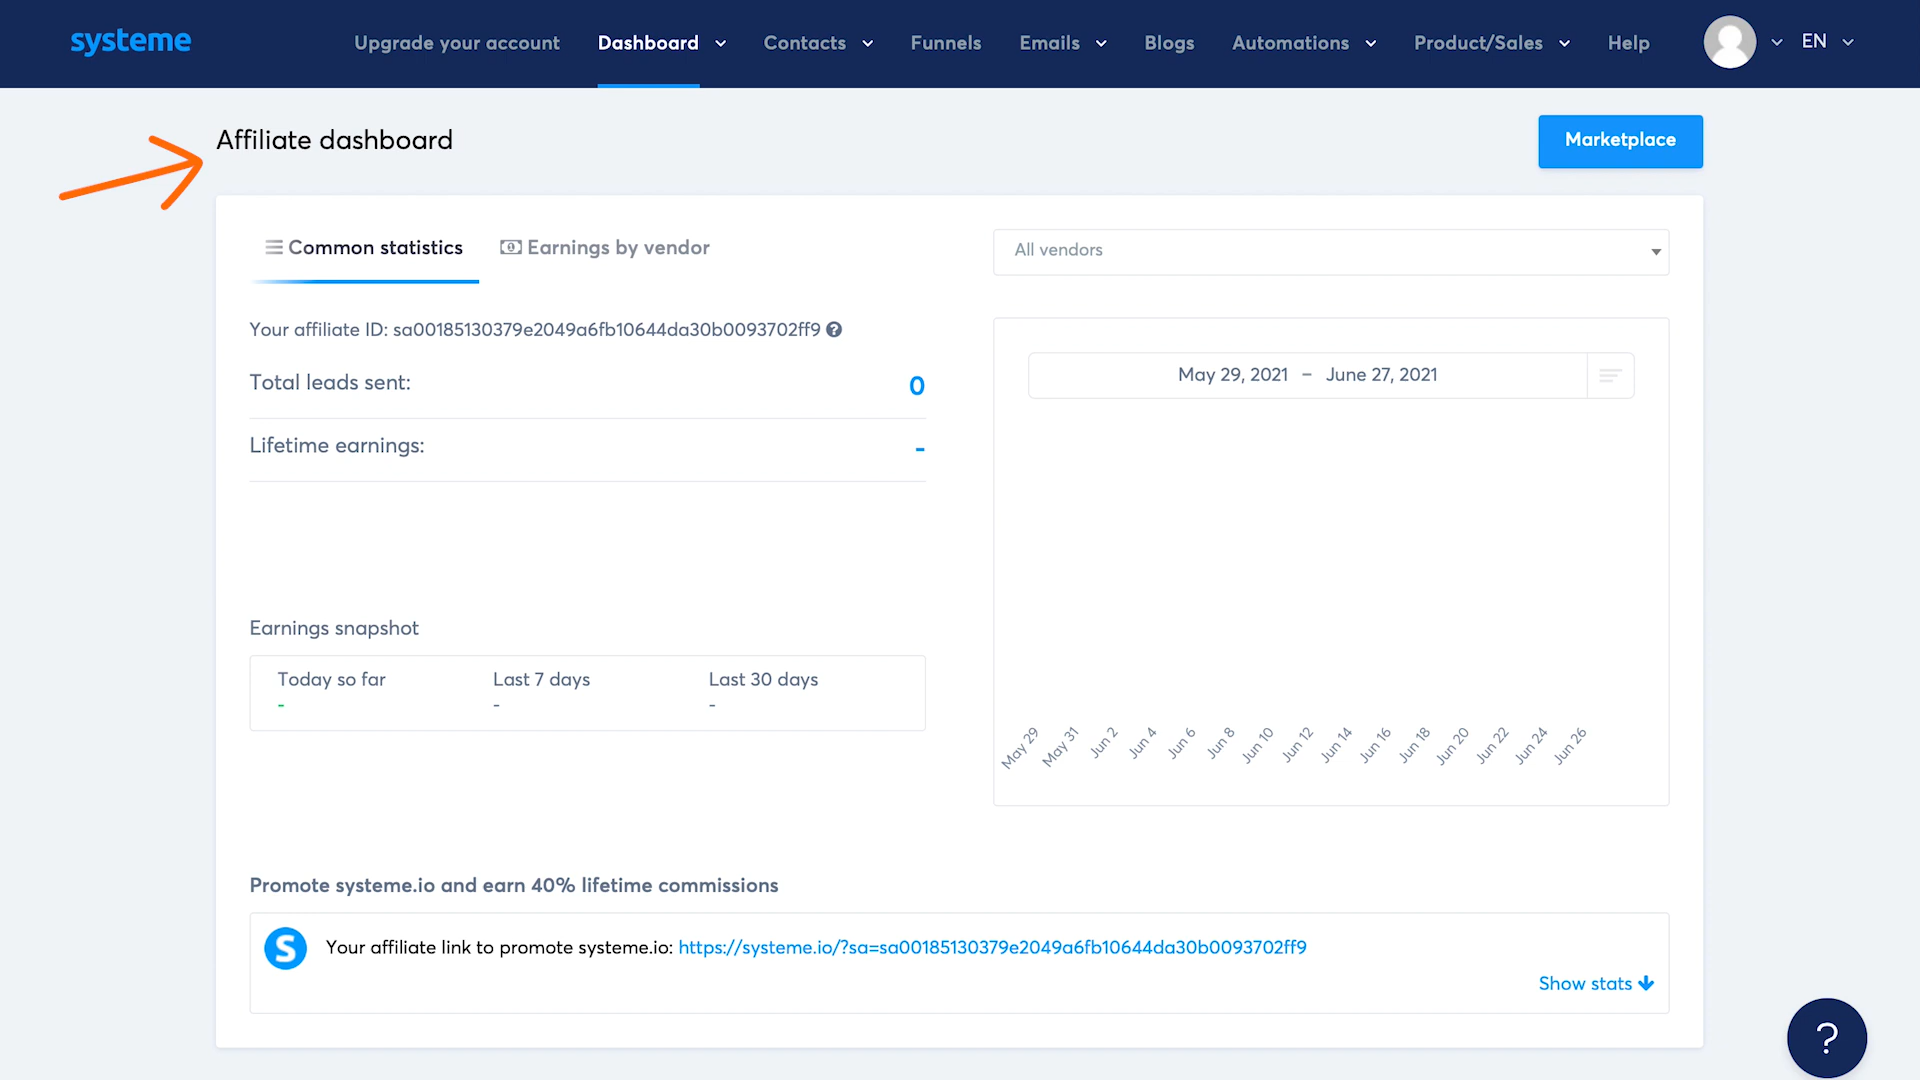 systeme
Upgrade your account
Dashboard
Contacts
Funnels
Emails
Blogs
Automations
Product/Sales
Help
EN
Affiliate dashboard
Marketplace
Common statistics
Earnings by vendor
All vendors
Your affiliate ID: sa00185130379e2049a6fb10644da30b0093702ff9 ?
Total leads sent:
0
Lifetime earnings:
-
May 29, 2021 – June 27, 2021
Earnings snapshot
Today so far
Last 7 days
Last 30 days
-
-
-
May 29
May 31
Jun 2
Jun 4
Jun 6
Jun 8
Jun 10
Jun 12
Jun 14
Jun 16
Jun 18
Jun 20
Jun 22
Jun 24
Jun 26
Promote systeme.io and earn 40% lifetime commissions
S
Your affiliate link to promote systeme.io: https://systeme.io/?sa=sa00185130379e2049a6fb10644da30b0093702ff9
Show stats
?